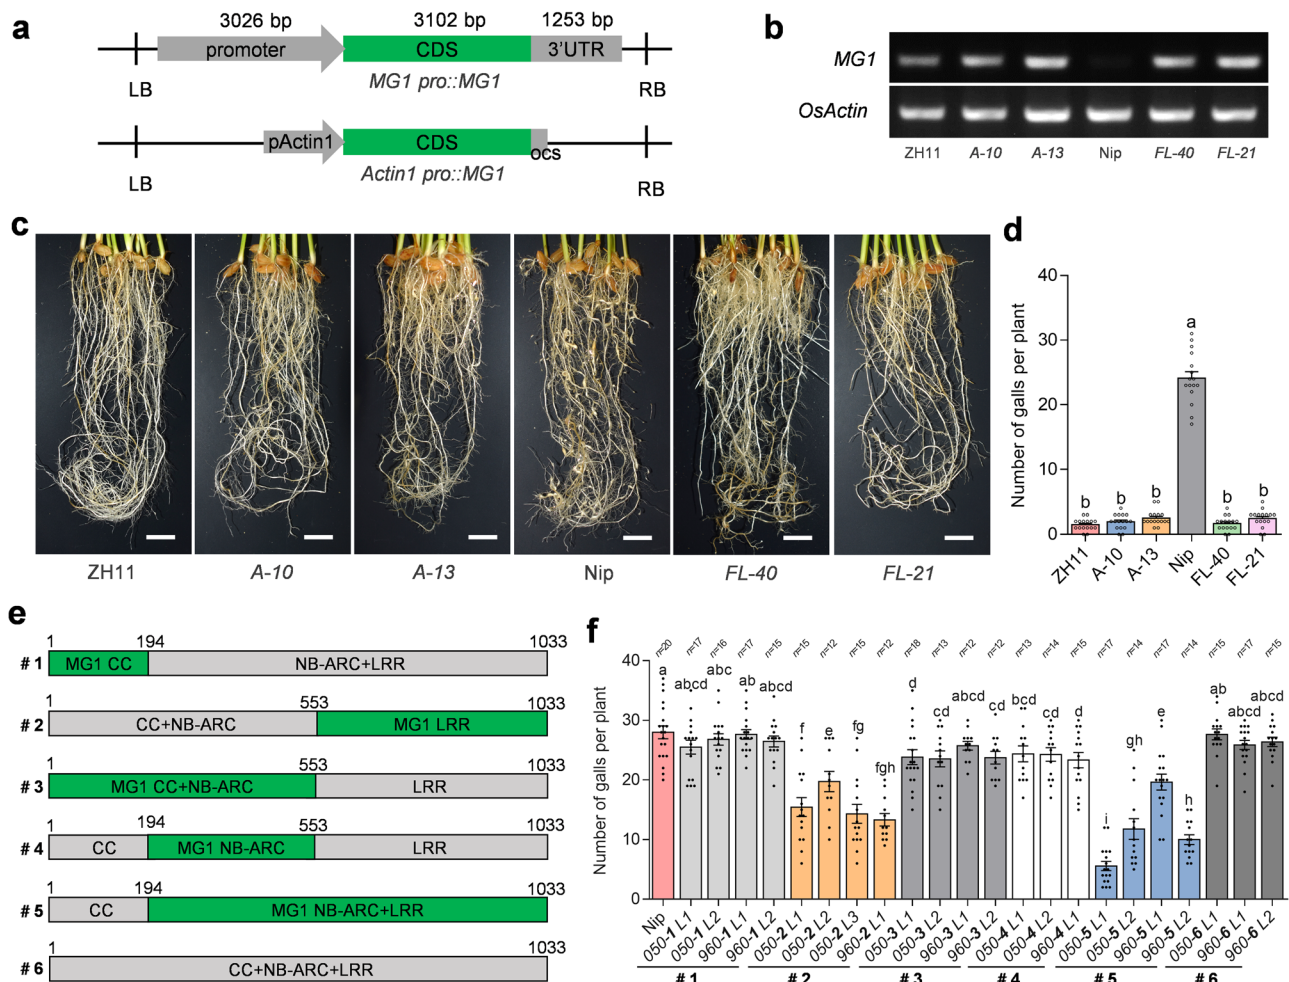 a
3026 bp 3102 bp 1253 bp
promoter CDS 3'UTR
LB MG1 pro::MG1 RB
pActin1 CDS ocs
LB Actin1 pro::MG1 RB
b
MG1
OsActin
ZH11 A-10 A-13 Nip FL-40 FL-21
c
ZH11 A-10 A-13 Nip FL-40 FL-21
d
Number of galls per plant
40
30
20
10
0
b b b a b b
ZH11 A-10 A-13 Nip FL-40 FL-21
e
1 194 1033
#1 MG1 CC NB-ARC+LRR
1 553 1033
#2 CC+NB-ARC MG1 LRR
1 553 1033
#3 MG1 CC+NB-ARC LRR
1 194 553 1033
#4 CC MG1 NB-ARC LRR
1 194 1033
#5 CC MG1 NB-ARC+LRR
1 1033
#6 CC+NB-ARC+LRR
f
n=20 n=17 n=16 n=17 n=15 n=15 n=12 n=15 n=12 n=18 n=13 n=12 n=12 n=13 n=14 n=15 n=17 n=14 n=17 n=14 n=15 n=17 n=15
Number of galls per plant
40
30
20
10
0
a abcd abc ab abcd f e fg fgh d cd abcd cd abcd cd d i gh e h ab abcd abcd
Nip 050-1 L1 050-1 L2 960-1 L1 960-1 L2 050-2 L1 050-2 L2 050-2 L3 960-2 L1 050-3 L1 050-3 L2 960-3 L1 960-3 L2 050-4 L1 050-4 L2 960-4 L1 050-5 L1 050-5 L2 960-5 L1 960-5 L2 050-6 L1 960-6 L1 960-6 L2
#1 #2 #3 #4 #5 #6